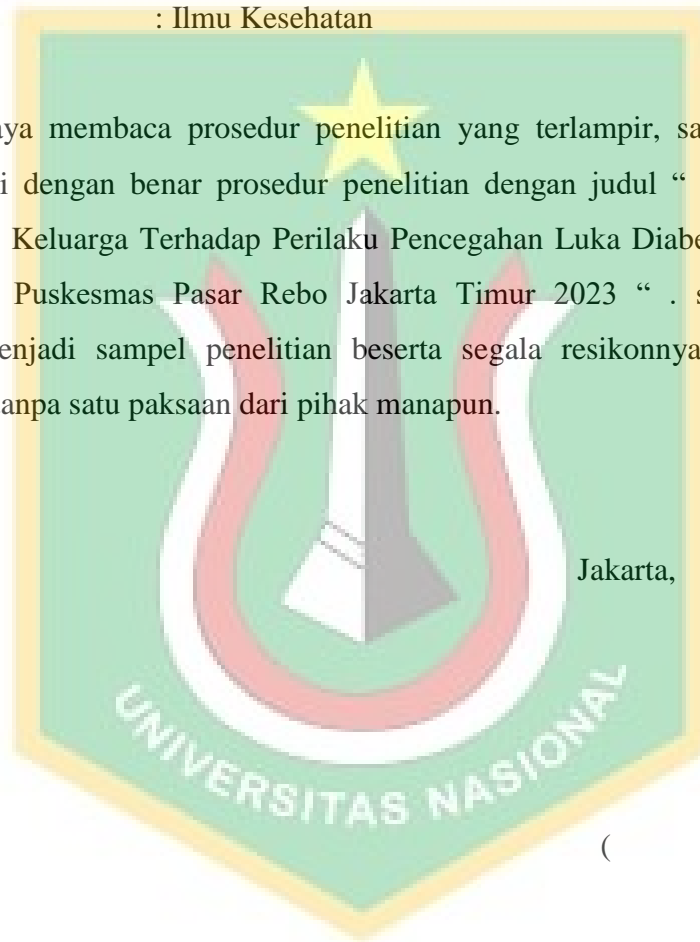 : Ilmu Kesehatan
aya membaca prosedur penelitian yang terlampir, sa
i dengan benar prosedur penelitian dengan judul “
Keluarga Terhadap Perilaku Pencegahan Luka Diabe
Puskesmas Pasar Rebo Jakarta Timur 2023 “ . s
enjadi sampel penelitian beserta segala resikonnya
anpa satu paksaan dari pihak manapun.
Jakarta,
UNIVERSITAS NASIONAL
(